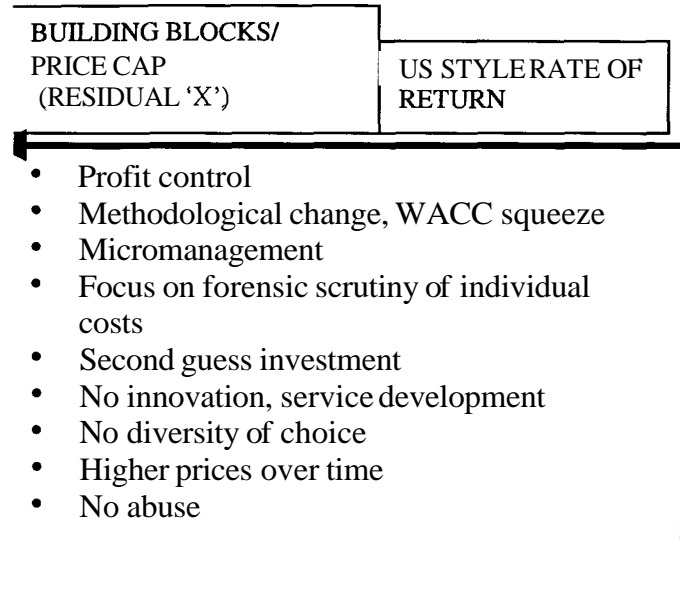 BUILDING BLOCKS/
PRICE CAP
(RESIDUAL 'X')
US STYLE RATE OF
RETURN
• Profit control
• Methodological change, WACC squeeze
• Micromanagement
• Focus on forensic scrutiny of individual
costs
• Second guess investment
• No innovation, service development
• No diversity of choice
• Higher prices over time
• No abuse